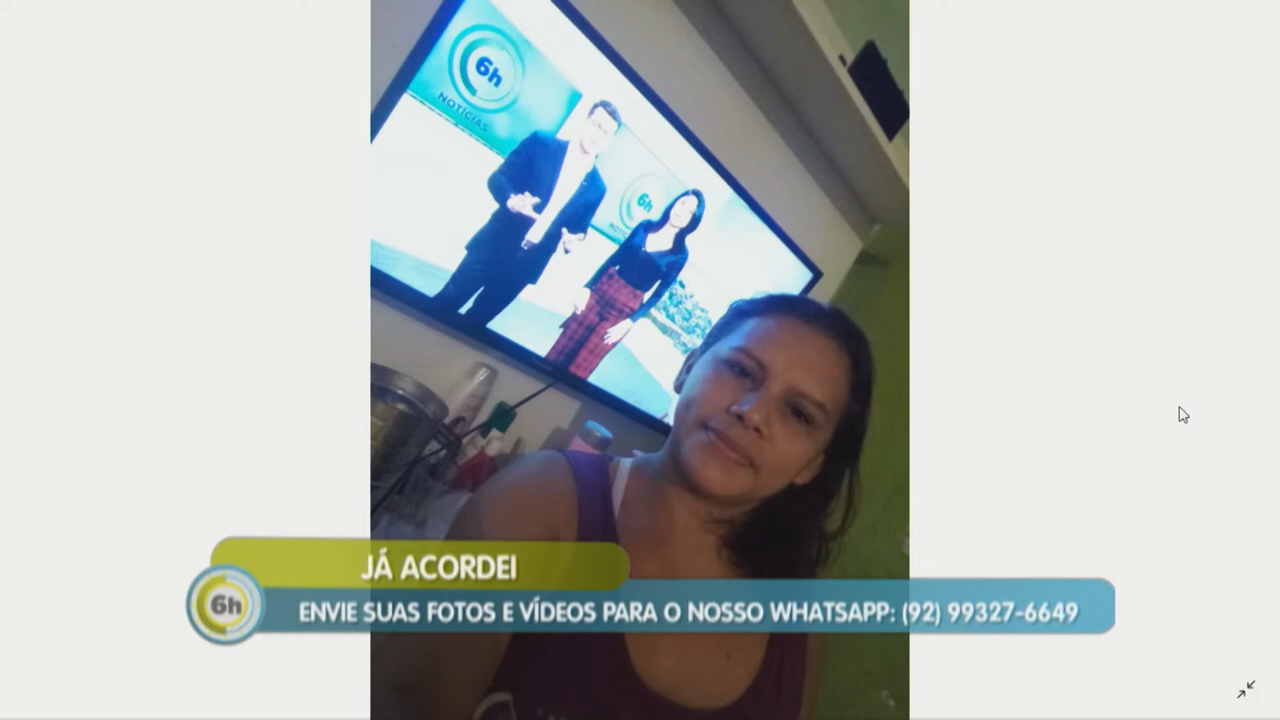 6h
NOTÍCIAS
6h
JÁ ACORDEI
6h
ENVIE SUAS FOTOS E VÍDEOS PARA O NOSSO WHATSAPP: (92) 99327-6649